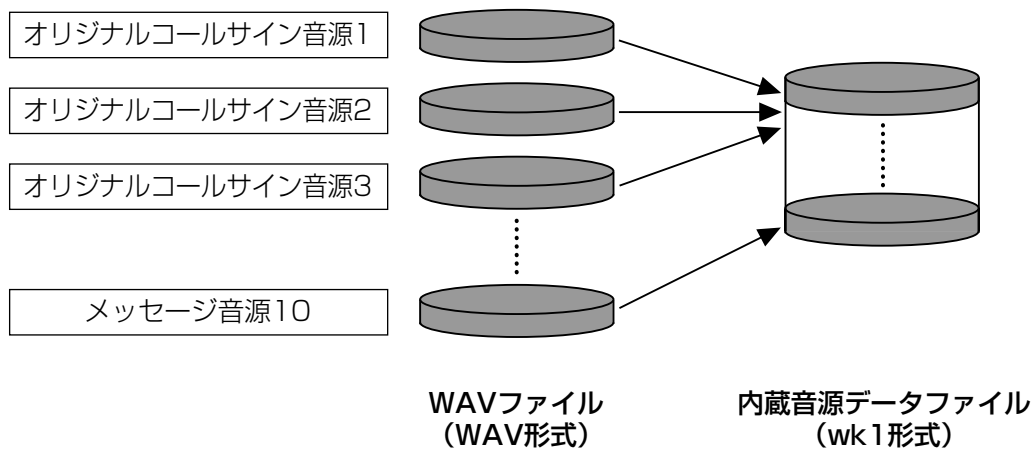 オリジナルコールサイン音源1
オリジナルコールサイン音源2
オリジナルコールサイン音源3
メッセージ音源10
WAVファイル
（WAV形式）
内蔵音源データファイル
（wk1形式）